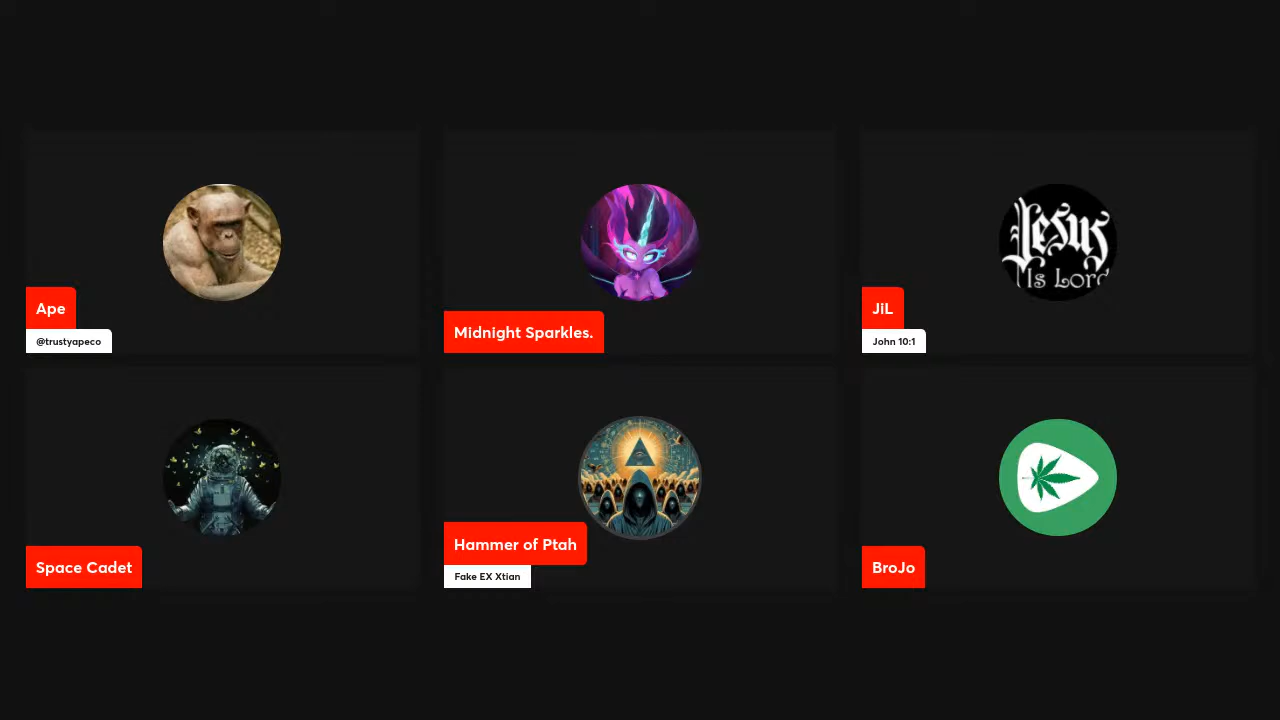 Ape
@trustyapeco
Midnight Sparkles.
Jesus
Is Lord
JiL
John 10:1
Space Cadet
Hammer of Ptah
Fake EX Xtian
BroJo